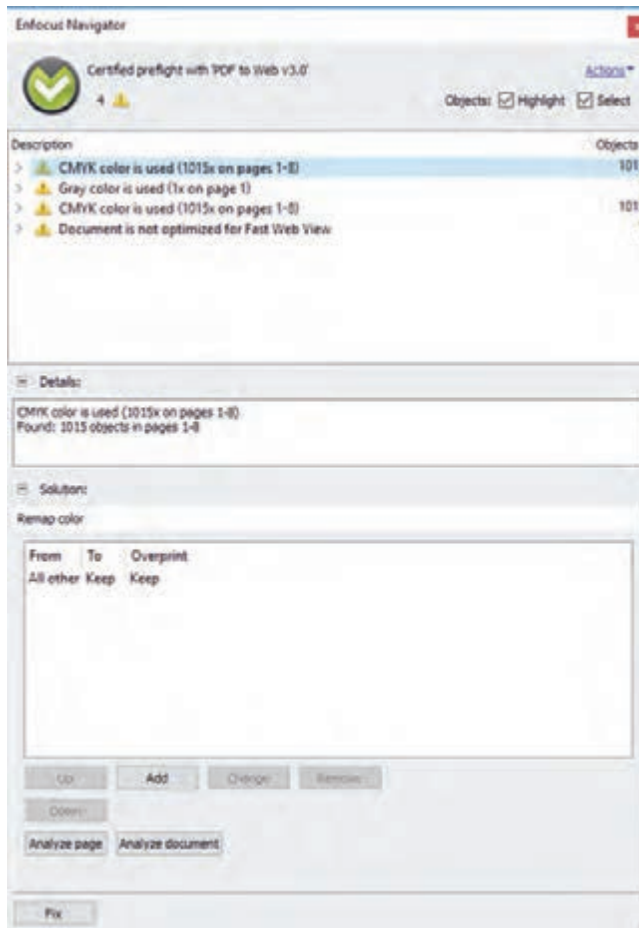 Enfocus Navigator
Certified preflight with 'PDF to Web v3.0'
Actions
4
Objects: Highlight Select
Description Objects
CMYK color is used (1015x on pages 1-8) 101
Gray color is used (1x on page 1)
CMYK color is used (1015x on pages 1-8) 101
Document is not optimized for Fast Web View
Details:
CMYK color is used (1015x on pages 1-8)
Found: 1015 objects in pages 1-8
Solution:
Remap color
From To Overprint
All other Keep Keep
Up Add Change Remove
Down
Analyze page Analyze document
Fix